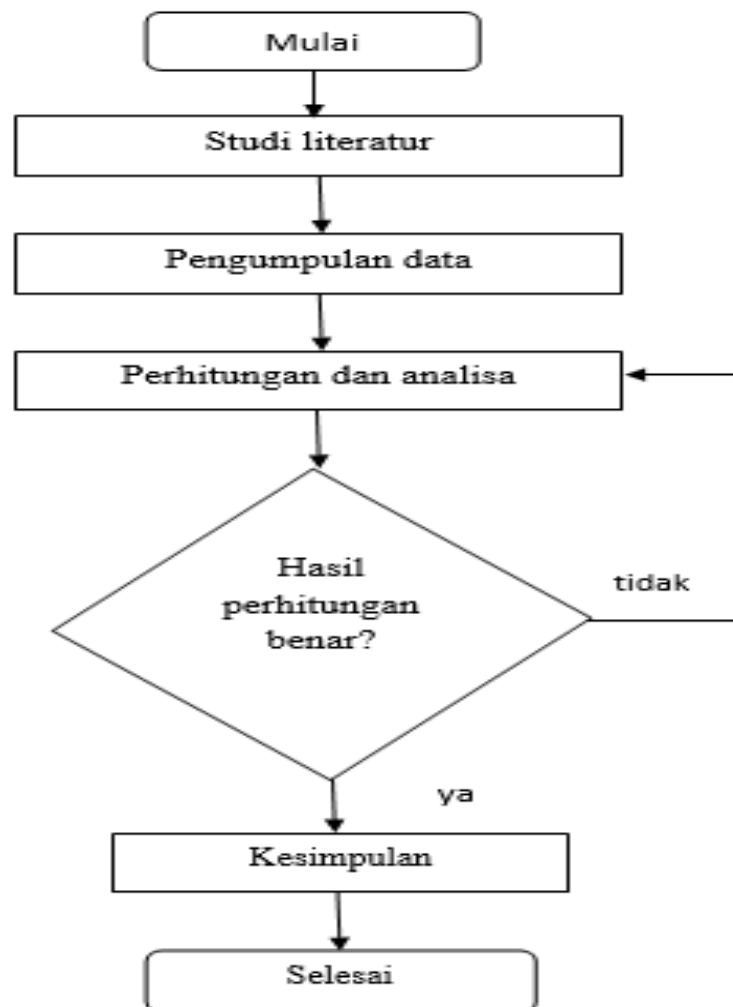 Mulai
Studi literatur
Pengumpulan data
Perhitungan dan analisa
Hasil
perhitungan
benar?
tidak
ya
Kesimpulan
Selesai